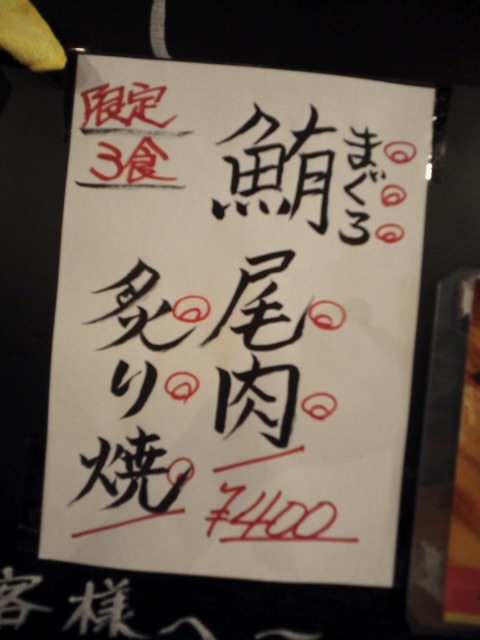 限定
3食
鮪尾肉
まぐろ
炙り焼
¥400
客様へ